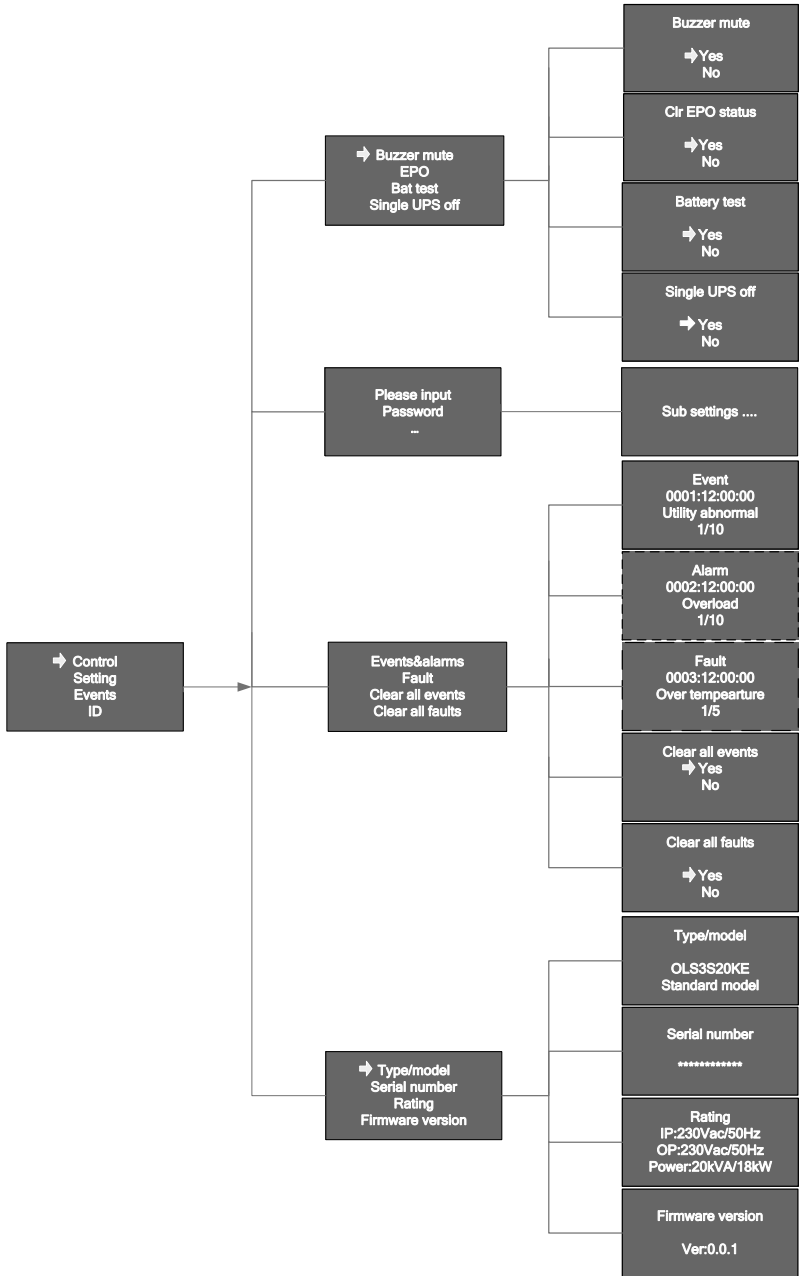 Control
Setting
Events
ID
Buzzer mute
EPO
Bat test
Single UPS off
Buzzer mute
Yes
No
Clr EPO status
Yes
No
Battery test
Yes
No
Single UPS off
Yes
No
Please input
Password
...
Sub settings ....
Events&alarms
Fault
Clear all events
Clear all faults
Event
0001:12:00:00
Utility abnormal
1/10
Alarm
0002:12:00:00
Overload
1/10
Fault
0003:12:00:00
Over tempearture
1/5
Clear all events
Yes
No
Clear all faults
Yes
No
Type/model
Serial number
Rating
Firmware version
Type/model
OLS3S20KE
Standard model
Serial number
************
Rating
IP:230Vac/50Hz
OP:230Vac/50Hz
Power:20kVA/18kW
Firmware version
Ver:0.0.1